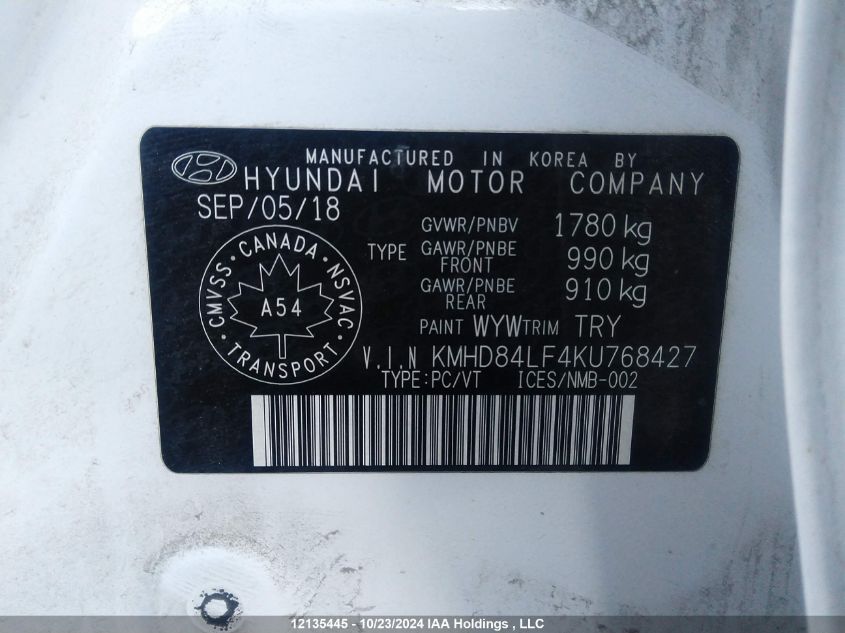 MANUFACTURED IN KOREA BY
HYUNDAI MOTOR COMPANY
SEP/05/18
GVWR/PNBV 1780 kg
TYPE GAWR/PNBE FRONT 990 kg
GAWR/PNBE REAR 910 kg
CMVSS • CANADA • NSVAC • TRANSPORT •
A54
PAINT WYW TRIM TRY
V.I.N KMHD84LF4KU768427
TYPE:PC/VT ICES/NMB-002
12135445 - 10/23/2024 IAA Holdings , LLC